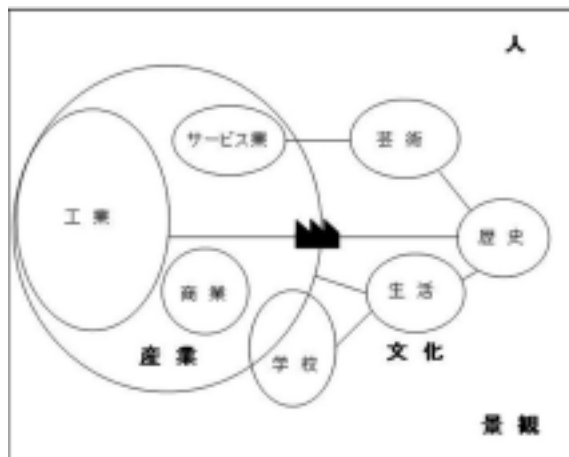 人
サービス業
芸術
工業
歴史
商業
生活
産業
文化
学校
景観